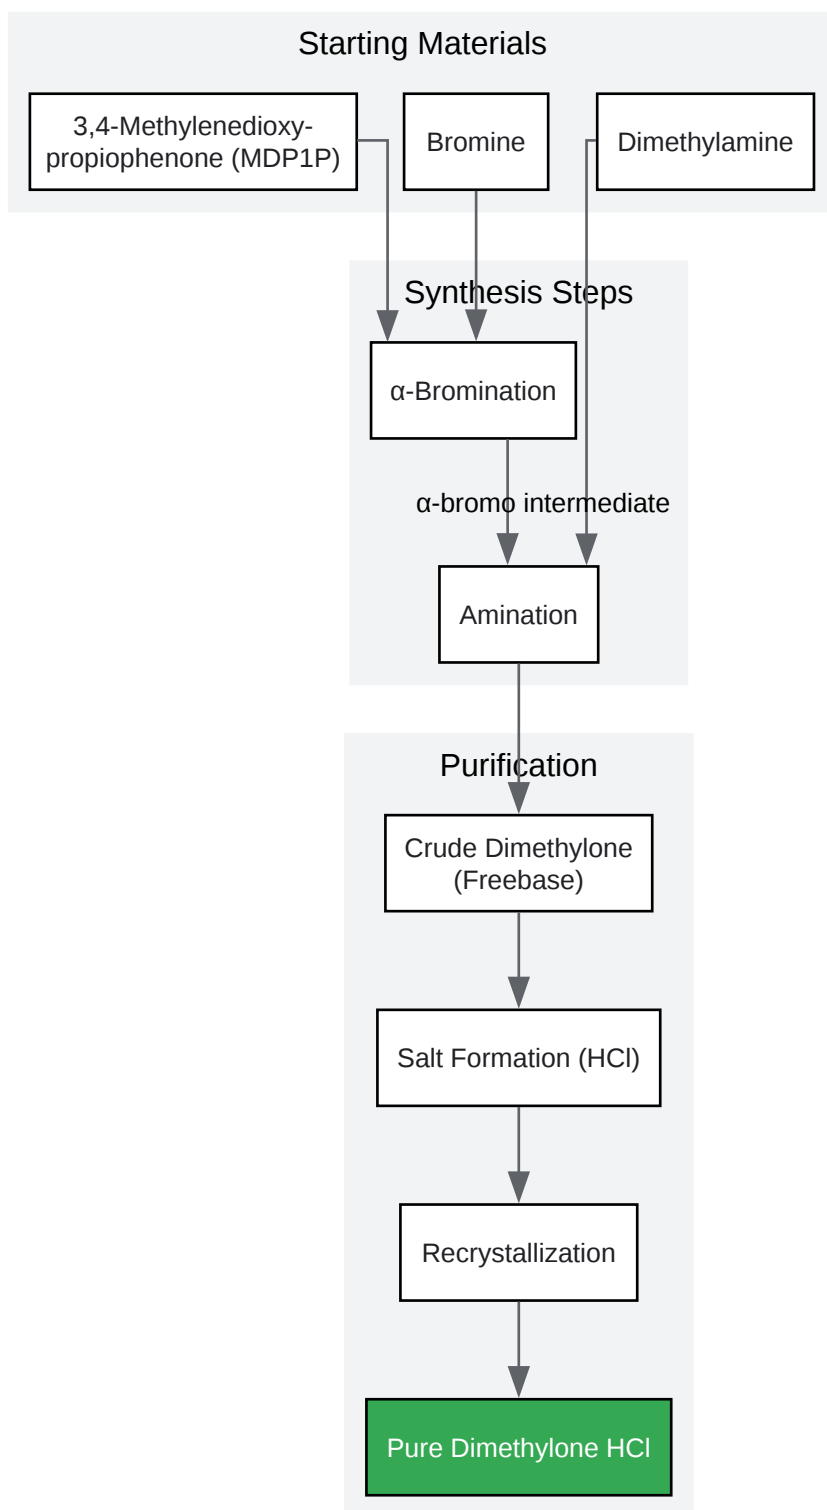 Starting Materials
3,4-Methylenedioxy-
propiophenone (MDP1P)
Bromine
Dimethylamine
Synthesis Steps
α-Bromination
α-bromo intermediate
Amination
Purification
Crude Dimethylone
(Freebase)
Salt Formation (HCl)
Recrystallization
Pure Dimethylone HCl